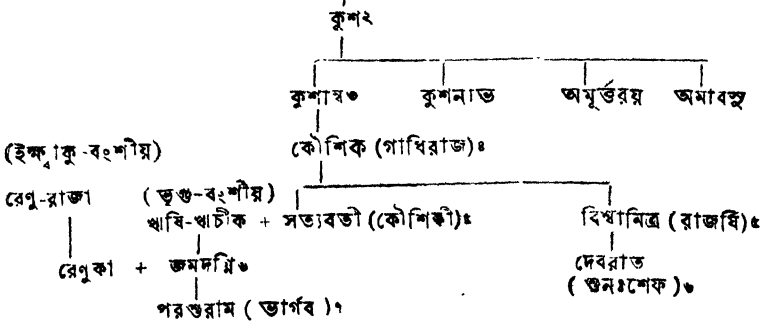 কুশ২
কুশাম্ব৩ কুশনাভ অমূর্ত্তরয় অমাবসু
(ইক্ষ্বাকু-বংশীয়) কৌশিক (গাধিরাজ)৪
রেণু-রাজা (ভৃগু-বংশীয়)
ঋষি-ঋচীক + সত্যবতী (কৌশিকী)৫ বিশ্বামিত্র (রাজর্ষি)৫
রেণুকা + জমদগ্নি৬ দেবরাত
(শুনঃশেফ)৬
পরশুরাম (ভার্গব)৭